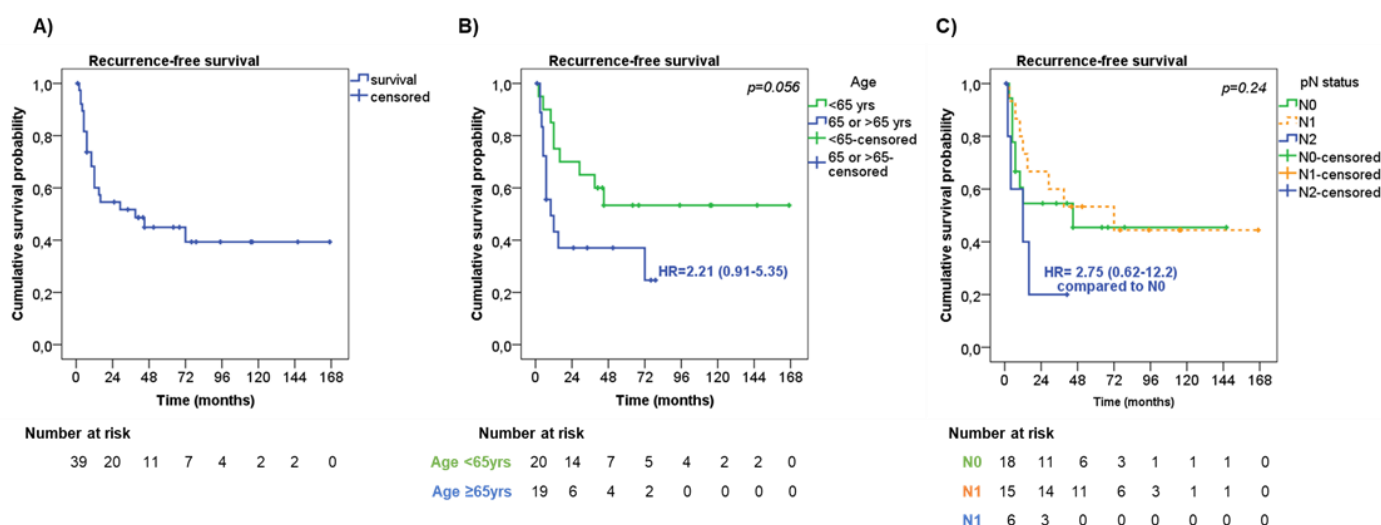 A)
Recurrence-free survival
Cumulative survival probability
1,0
0,8
0,6
0,4
0,2
0,0
0 24 48 72 96 120 144 168
Time (months)
survival
censored
Number at risk
39 20 11 7 4 2 2 0
B)
Recurrence-free survival
p=0.056
Cumulative survival propability
1,0
0,8
0,6
0,4
0,2
0,0
HR=2.21 (0.91-5.35)
0 24 48 72 96 120 144 168
Time (months)
Age
<65 yrs
65 or >65 yrs
<65-censored
65 or >65-
censored
Number at risk
Age <65yrs 20 14 7 5 4 2 2 0
Age ≥65yrs 19 6 4 2 0 0 0 0
C)
Recurrence-free survival
p=0.24
Cumulative survival probability
1,0
0,8
0,6
0,4
0,2
0,0
HR= 2.75 (0.62-12.2)
compared to N0
0 24 48 72 96 120 144 168
Time (months)
pN status
N0
N1
N2
N0-censored
N1-censored
N2-censored
Number at risk
N0 18 11 6 3 1 1 1 0
N1 15 14 11 6 3 1 1 0
N1 6 3 0 0 0 0 0 0